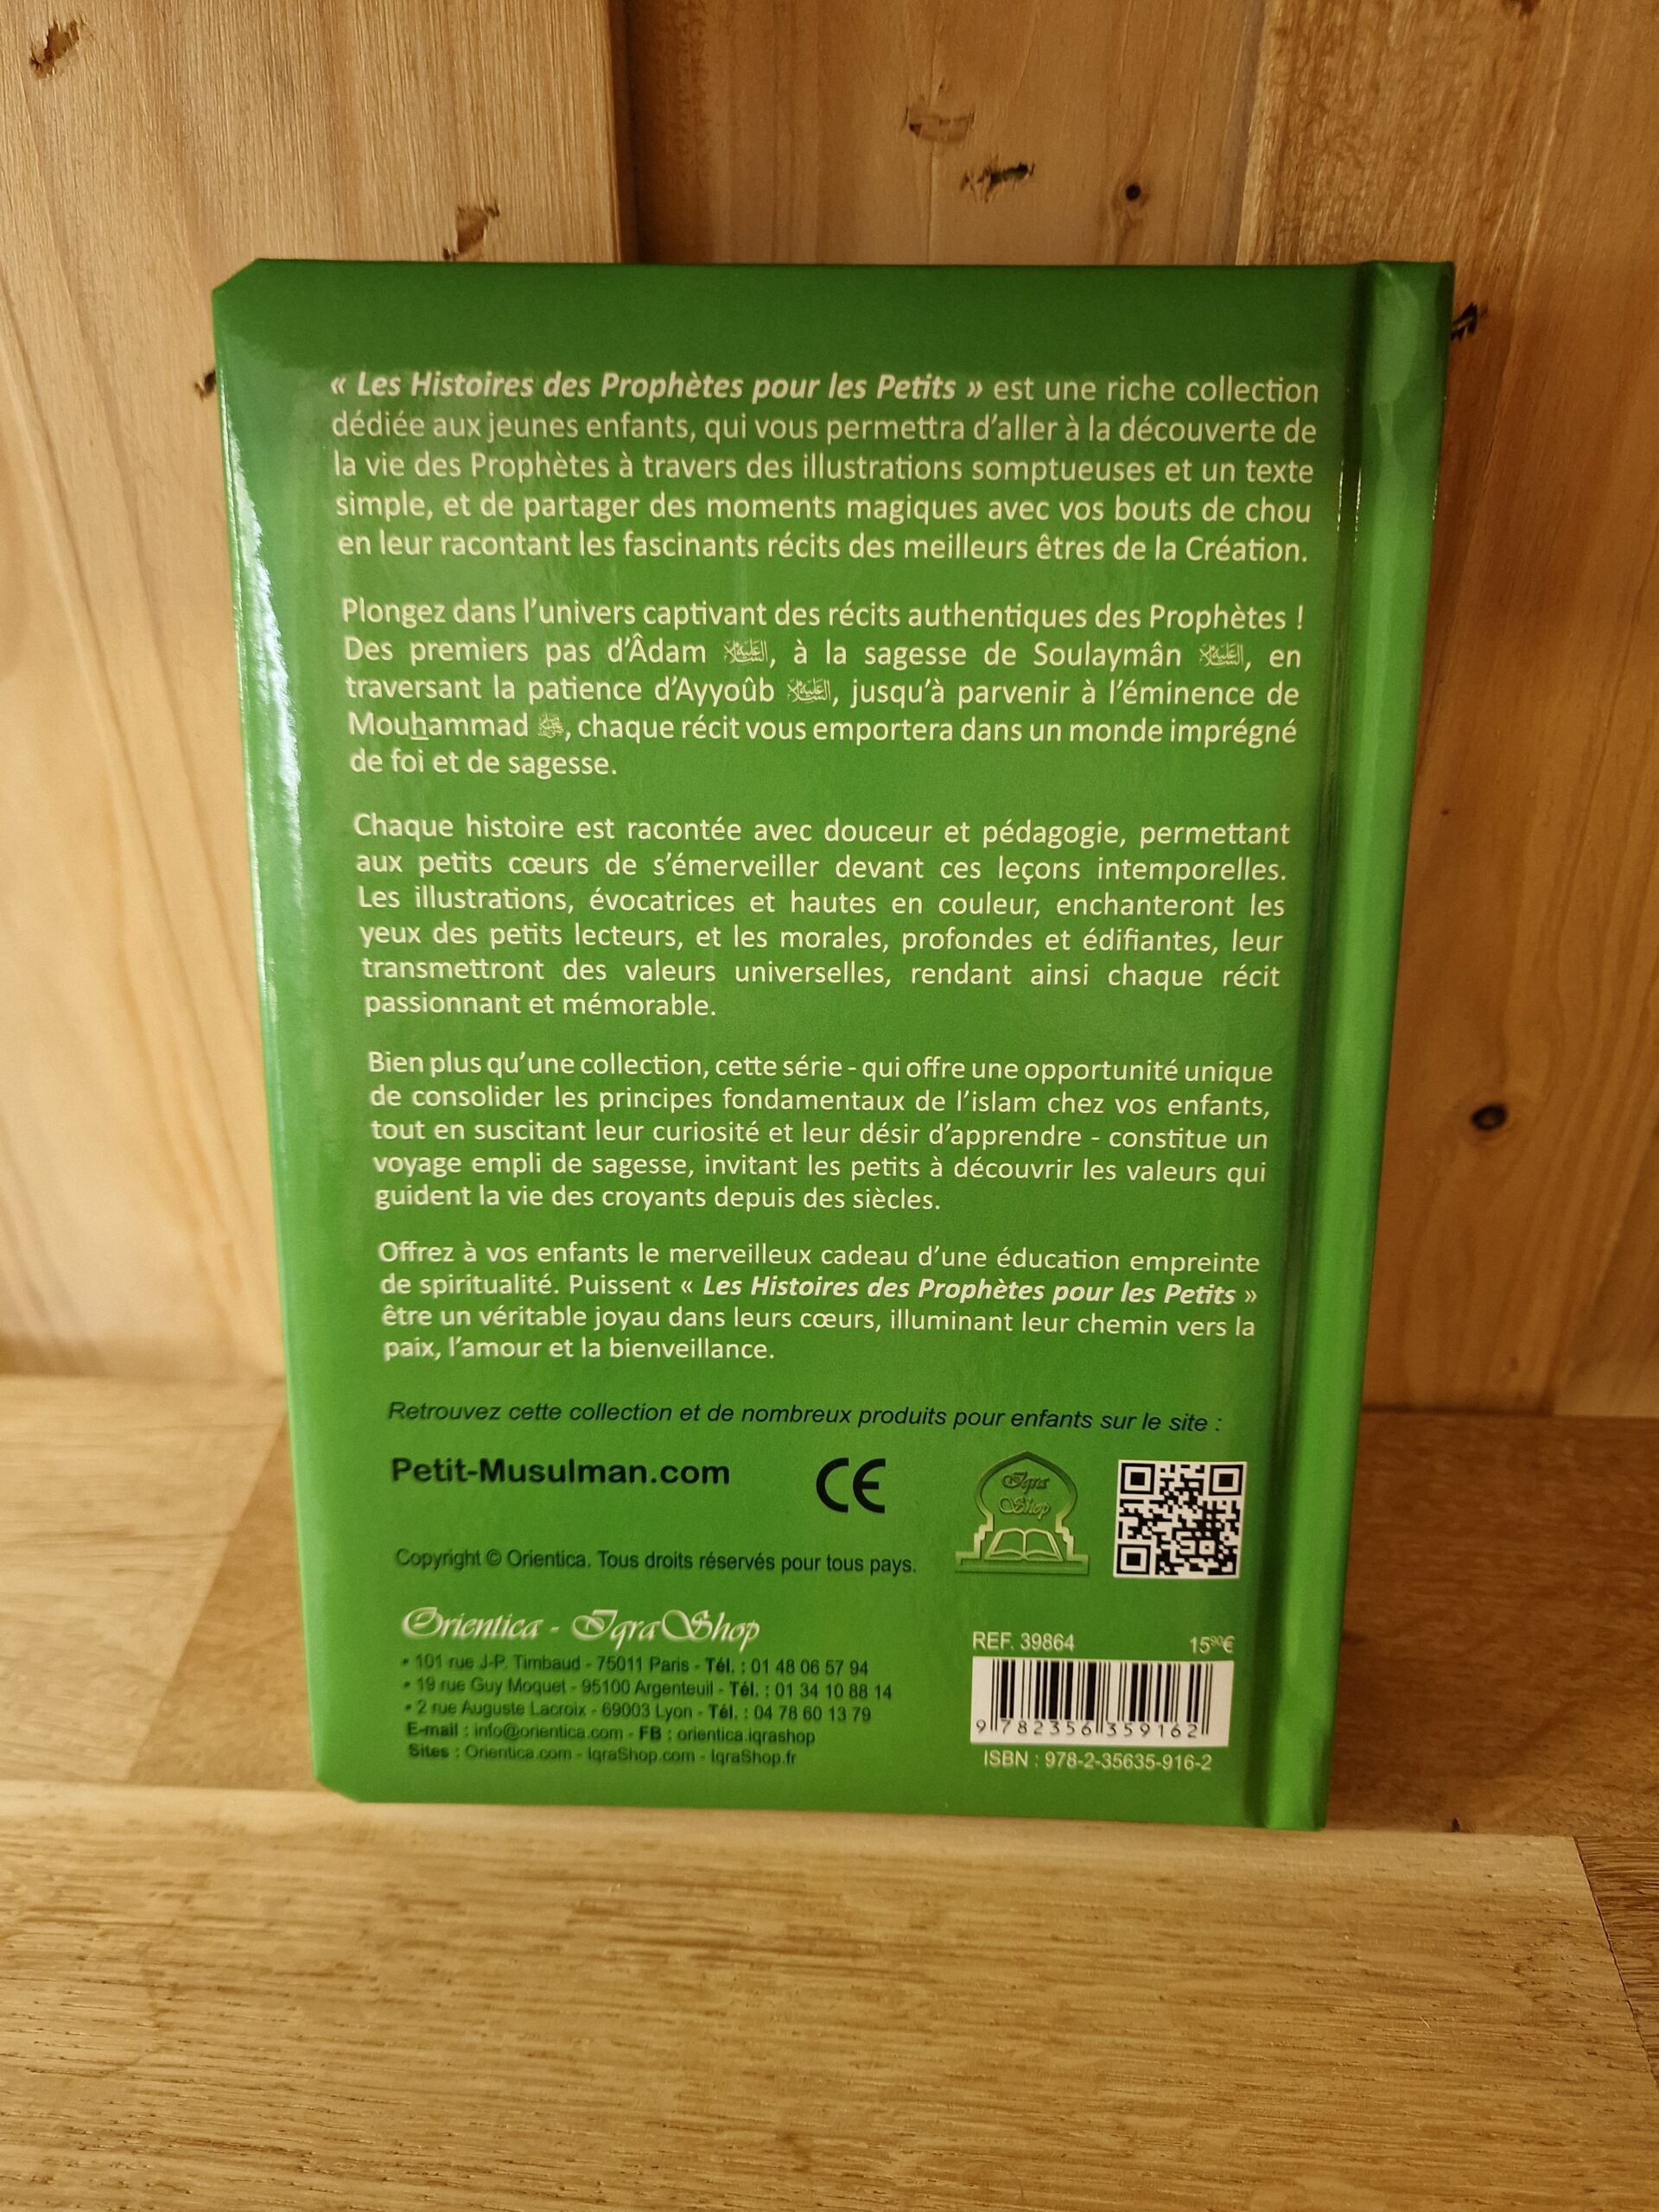 « Les Histoires des Prophètes pour les Petits » est une riche collection
dédiée aux jeunes enfants, qui vous permettra d’aller à la découverte de
la vie des Prophètes à travers des illustrations somptueuses et un texte
simple, et de partager des moments magiques avec vos bouts de chou
en leur racontant les fascinants récits des meilleurs êtres de la Création.
Plongez dans l’univers captivant des récits authentiques des Prophètes !
Des premiers pas d’Âdam عليه السلام, à la sagesse de Soulaymân عليه السلام, en
traversant la patience d’Ayyoûb عليه السلام, jusqu’à parvenir à l’éminence de
Mouhammad ﷺ, chaque récit vous emportera dans un monde imprégné
de foi et de sagesse.
Chaque histoire est racontée avec douceur et pédagogie, permettant
aux petits cœurs de s’émerveiller devant ces leçons intemporelles.
Les illustrations, évocatrices et hautes en couleur, enchanteront les
yeux des petits lecteurs, et les morales, profondes et édifiantes, leur
transmettront des valeurs universelles, rendant ainsi chaque récit
passionnant et mémorable.
Bien plus qu’une collection, cette série - qui offre une opportunité unique
de consolider les principes fondamentaux de l’islam chez vos enfants,
tout en suscitant leur curiosité et leur désir d’apprendre - constitue un
voyage empli de sagesse, invitant les petits à découvrir les valeurs qui
guident la vie des croyants depuis des siècles.
Offrez à vos enfants le merveilleux cadeau d’une éducation empreinte
de spiritualité. Puissent « Les Histoires des Prophètes pour les Petits »
être un véritable joyau dans leurs cœurs, illuminant leur chemin vers la
paix, l’amour et la bienveillance.
Retrouvez cette collection et de nombreux produits pour enfants sur le site :
Petit-Musulman.com
CE
Iqra
Shop
Copyright © Orientica. Tous droits réservés pour tous pays.
Orientica - IqraShop
• 101 rue J-P. Timbaud - 75011 Paris - Tél. : 01 48 06 57 94
• 19 rue Guy Moquet - 95100 Argenteuil - Tél. : 01 34 10 88 14
• 2 rue Auguste Lacroix - 69003 Lyon - Tél. : 04 78 60 13 79
E-mail : info@orientica.com - FB : orientica.iqrashop
Sites : Orientica.com - IqraShop.com - IqraShop.fr
REF. 39864 15⁹⁰€
9 782356 359162
ISBN : 978-2-35635-916-2